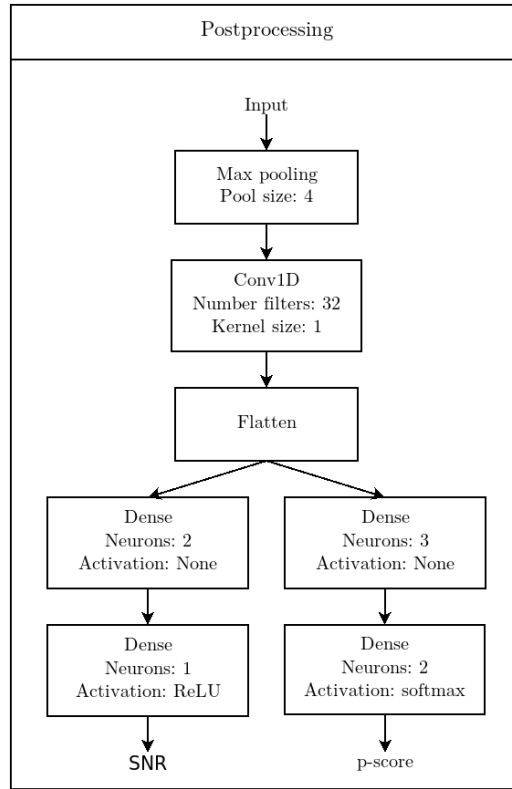 Postprocessing
Input
Max pooling
Pool size: 4
Conv1D
Number filters: 32
Kernel size: 1
Flatten
Dense
Neurons: 2
Activation: None
Dense
Neurons: 3
Activation: None
Dense
Neurons: 1
Activation: ReLU
Dense
Neurons: 2
Activation: softmax
SNR
p-score